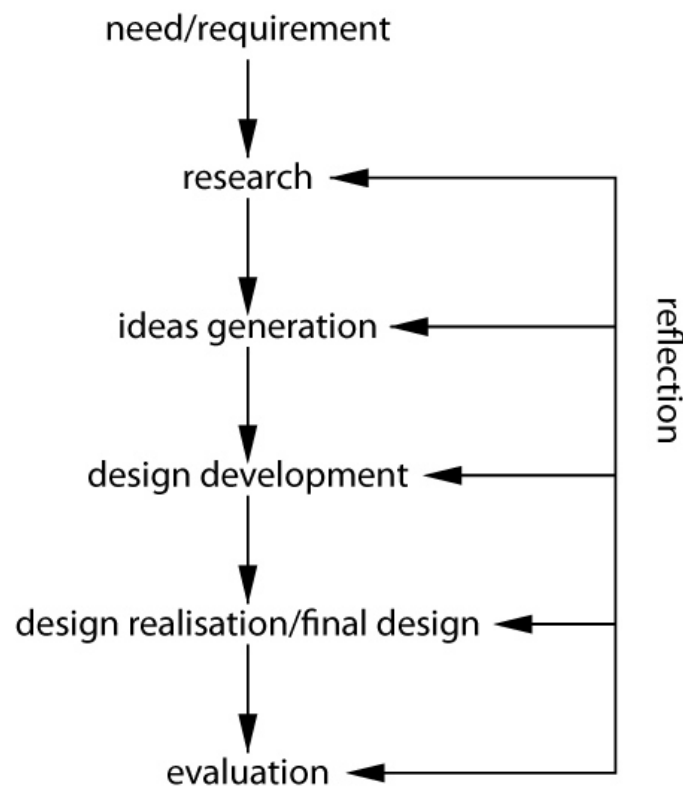 need/requirement
research
ideas generation
reflection
design development
design realisation/final design
evaluation